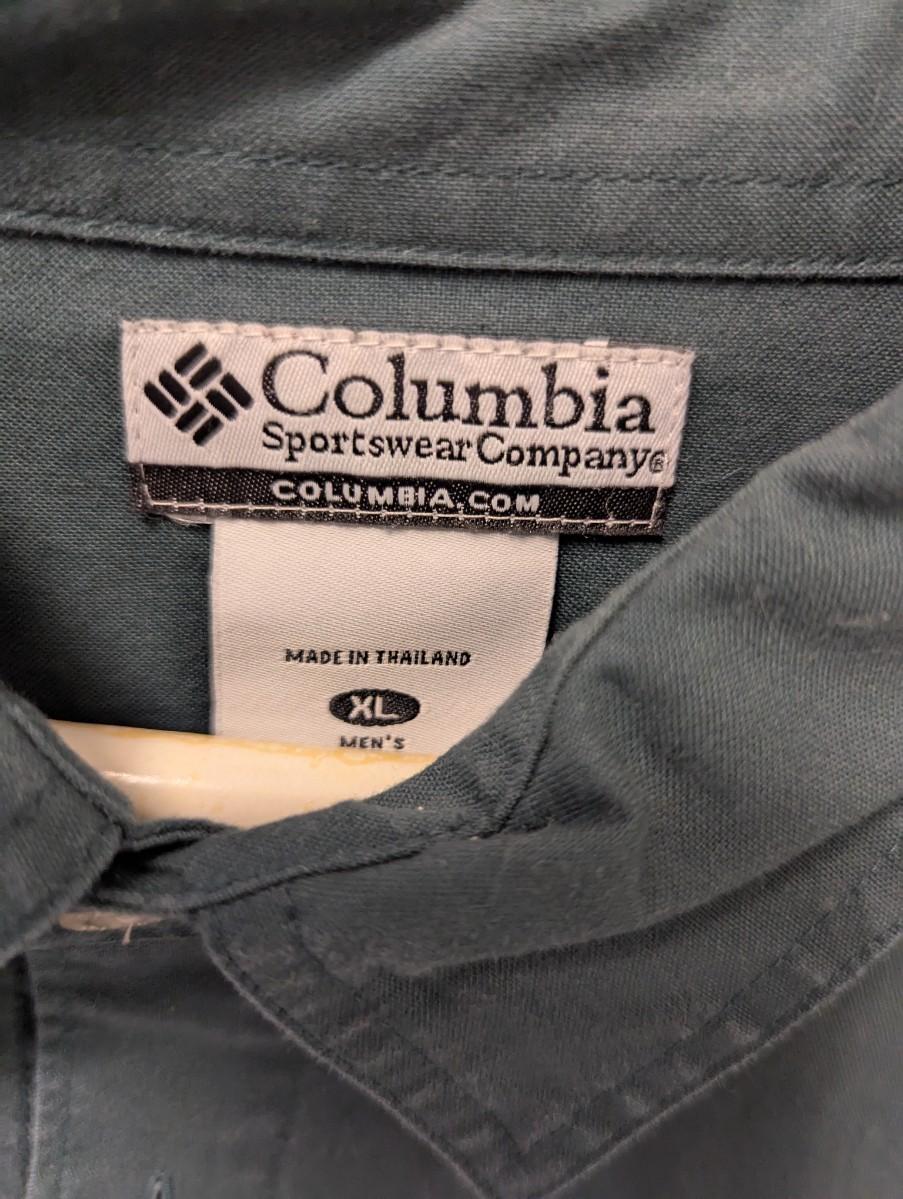 Columbia
Sportswear Company®
COLUMBIA.COM
MADE IN THAILAND
XL
MEN'S